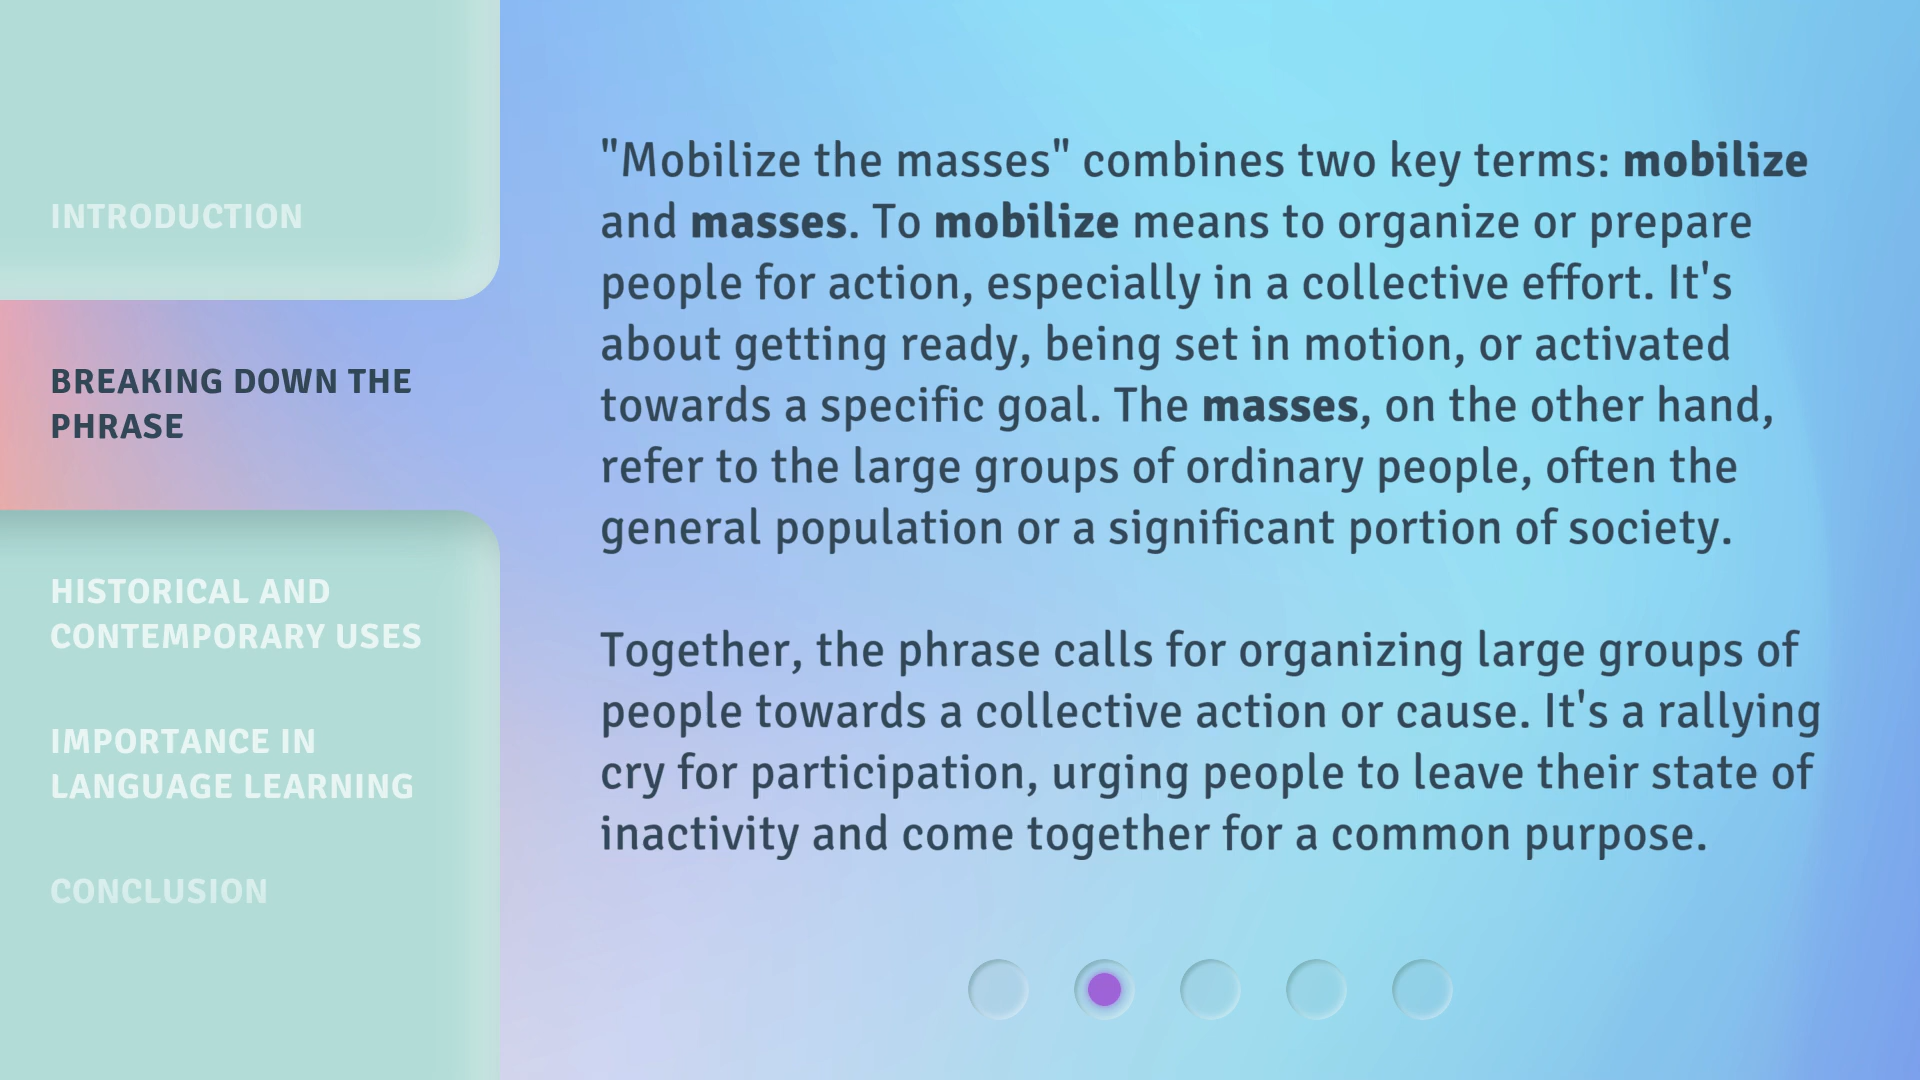 INTRODUCTION
BREAKING DOWN THE
PHRASE
HISTORICAL AND
CONTEMPORARY USES
IMPORTANCE IN
LANGUAGE LEARNING
CONCLUSION
"Mobilize the masses" combines two key terms: mobilize
and masses. To mobilize means to organize or prepare
people for action, especially in a collective effort. It's
about getting ready, being set in motion, or activated
towards a specific goal. The masses, on the other hand,
refer to the large groups of ordinary people, often the
general population or a significant portion of society.
Together, the phrase calls for organizing large groups of
people towards a collective action or cause. It's a rallying
cry for participation, urging people to leave their state of
inactivity and come together for a common purpose.